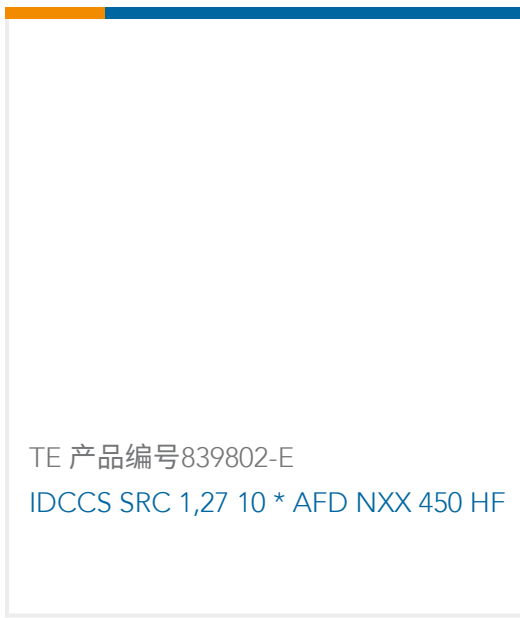 TE 产品编号839802-E
IDCCS SRC 1,27 10 * AFD NXX 450 HF